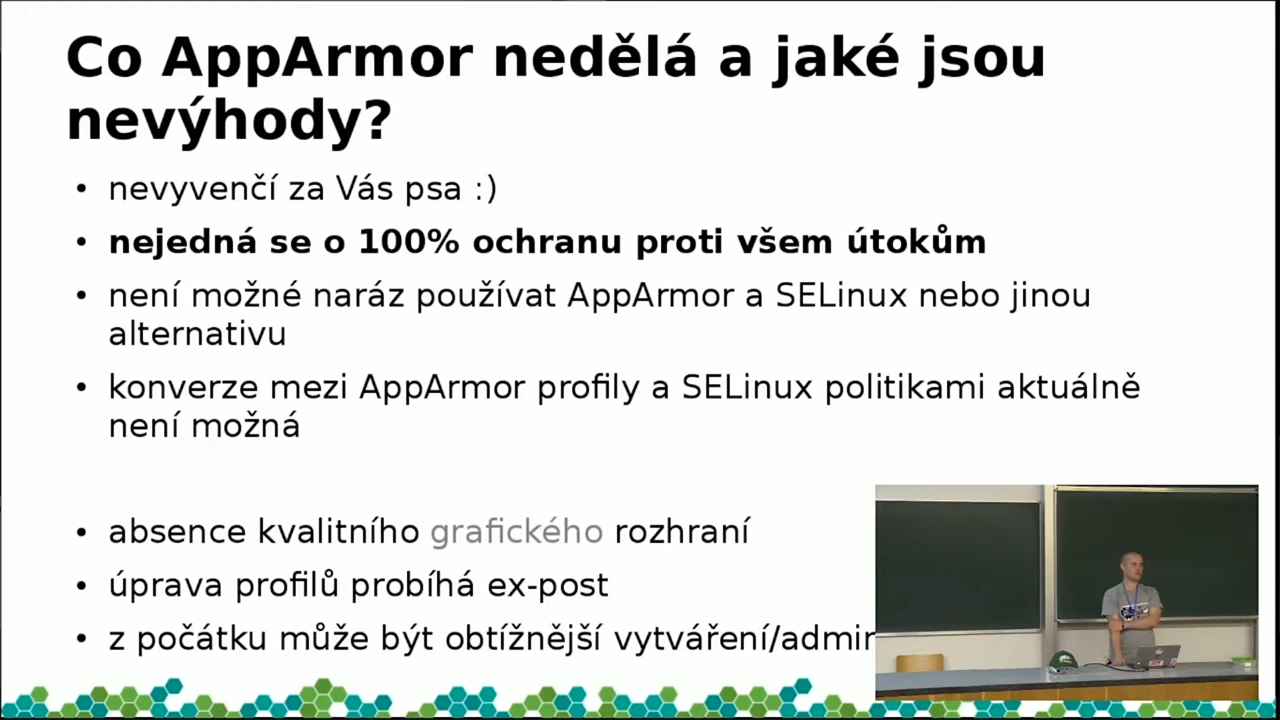 Co AppArmor nedělá a jaké jsou
nevýhody?
• nevyvenčí za Vás psa :)
• nejedná se o 100% ochranu proti všem útokům
• není možné naráz používat AppArmor a SELinux nebo jinou
alternativu
• konverze mezi AppArmor profily a SELinux politikami aktuálně
není možná
• absence kvalitního grafického rozhraní
• úprava profilů probíhá ex-post
• z počátku může být obtížnější vytváření/admin